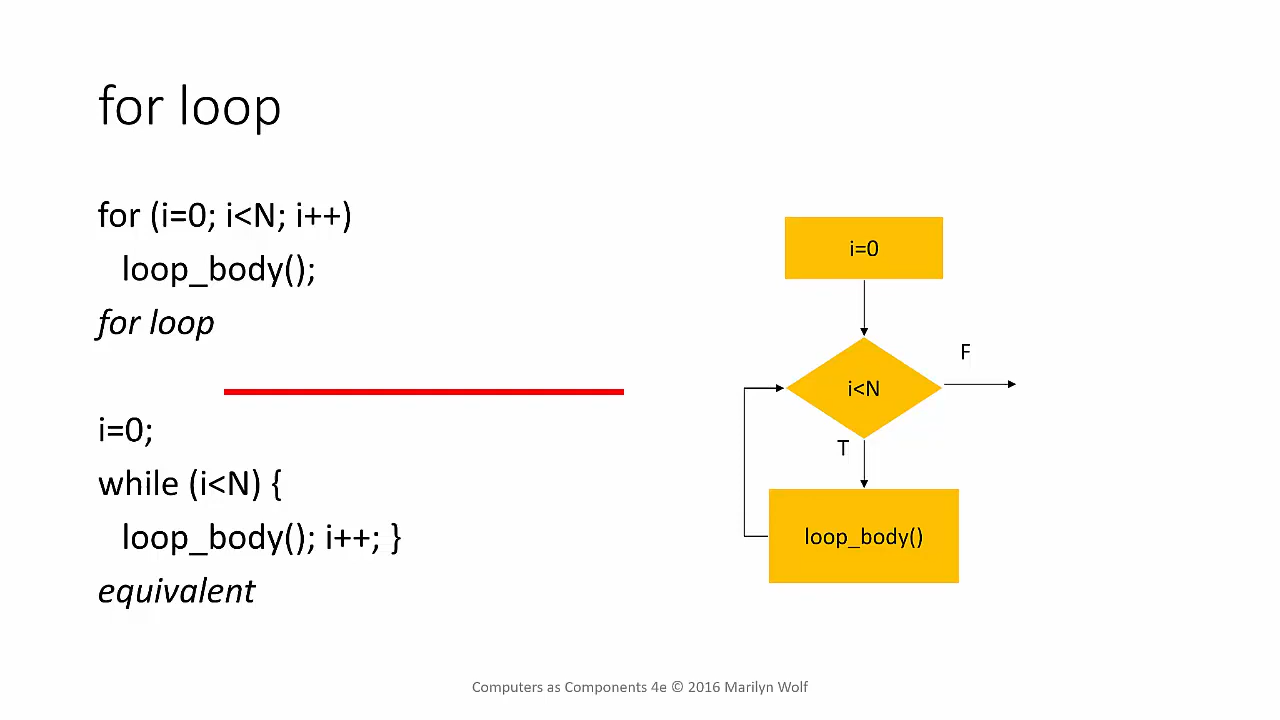 for loop
for (i=0; i<N; i++)
loop_body();
for loop
i=0;
while (i<N) {
loop_body(); i++; }
equivalent
i=0
i<N
F
T
loop_body()
Computers as Components 4e © 2016 Marilyn Wolf